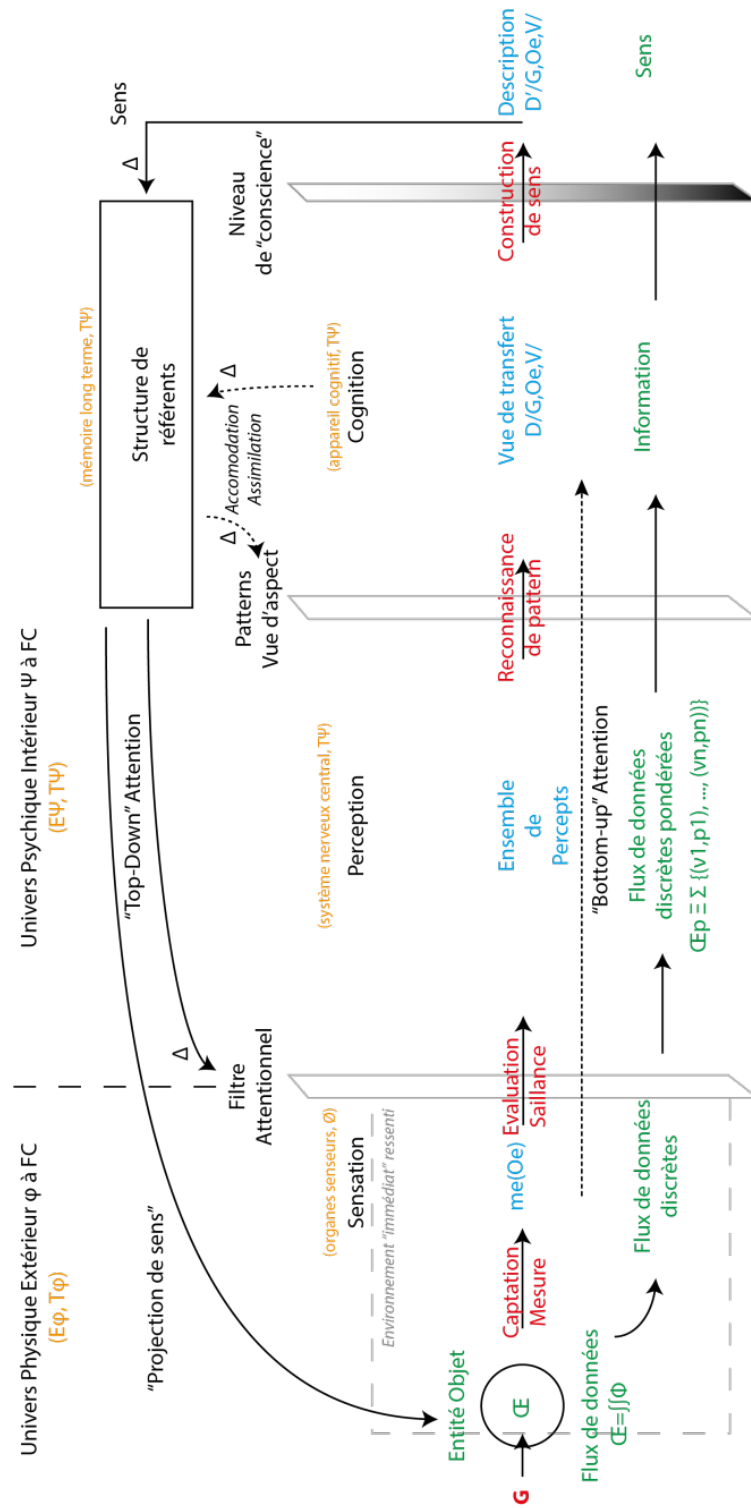 Univers Physique Extérieur φ à FC
(Eφ, Tφ)
Univers Psychique Intérieur Ψ à FC
(EΨ, TΨ)
(mémoire long terme, TΨ)
Structure de
référents
Sens
Δ
"Projection de sens"
"Top-Down" Attention
Δ
Filtre
Attentionnel
Δ
Patterns
Vue d'aspect
Accomodation
Assimilation
Δ
Niveau
de "conscience"
(organes senseurs, Ø)
Sensation
(système nerveux central, TΨ)
Perception
(appareil cognitif, TΨ)
Cognition
Environnement "immédiat" ressenti
Entité Objet
G
Œ
Captation
Mesure
me(Oe)
Evaluation
Saillance
Ensemble
de
Percepts
Reconnaissance
de pattern
Vue de transfert
D/G,Oe,V/
Construction
de sens
Description
D'/G,Oe,V/
"Bottom-up" Attention
Flux de données
Œ=∫∫Φ
Flux de données
discrètes
Flux de données
discrètes pondérées
Œp Ξ Σ {(v1,p1), ..., (vn,pn))}
Information
Sens